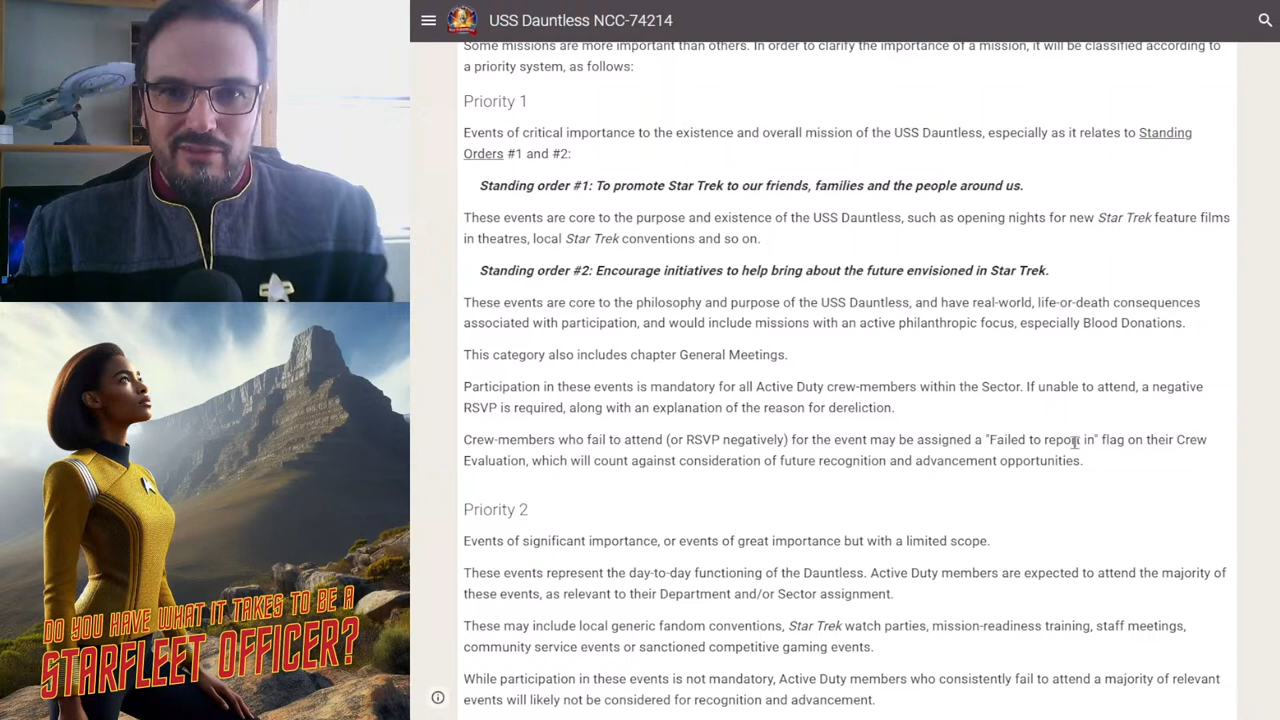 USS Dauntless NCC-74214
Some missions are more important than others. In order to clarify the importance of a mission, it will be classified according to
a priority system, as follows:
Priority 1
Events of critical importance to the existence and overall mission of the USS Dauntless, especially as it relates to Standing
Orders #1 and #2:
Standing order #1: To promote Star Trek to our friends, families and the people around us.
These events are core to the purpose and existence of the USS Dauntless, such as opening nights for new Star Trek feature films
in theatres, local Star Trek conventions and so on.
Standing order #2: Encourage initiatives to help bring about the future envisioned in Star Trek.
These events are core to the philosophy and purpose of the USS Dauntless, and have real-world, life-or-death consequences
associated with participation, and would include missions with an active philanthropic focus, especially Blood Donations.
This category also includes chapter General Meetings.
Participation in these events is mandatory for all Active Duty crew-members within the Sector. If unable to attend, a negative
RSVP is required, along with an explanation of the reason for dereliction.
Crew-members who fail to attend (or RSVP negatively) for the event may be assigned a "Failed to report in" flag on their Crew
Evaluation, which will count against consideration of future recognition and advancement opportunities.
Priority 2
Events of significant importance, or events of great importance but with a limited scope.
These events represent the day-to-day functioning of the Dauntless. Active Duty members are expected to attend the majority of
these events, as relevant to their Department and/or Sector assignment.
These may include local generic fandom conventions, Star Trek watch parties, mission-readiness training, staff meetings,
community service events or sanctioned competitive gaming events.
While participation in these events is not mandatory, Active Duty members who consistently fail to attend a majority of relevant
events will likely not be considered for recognition and advancement.
DO YOU HAVE WHAT IT TAKES TO BE A
STARFLEET OFFICER?